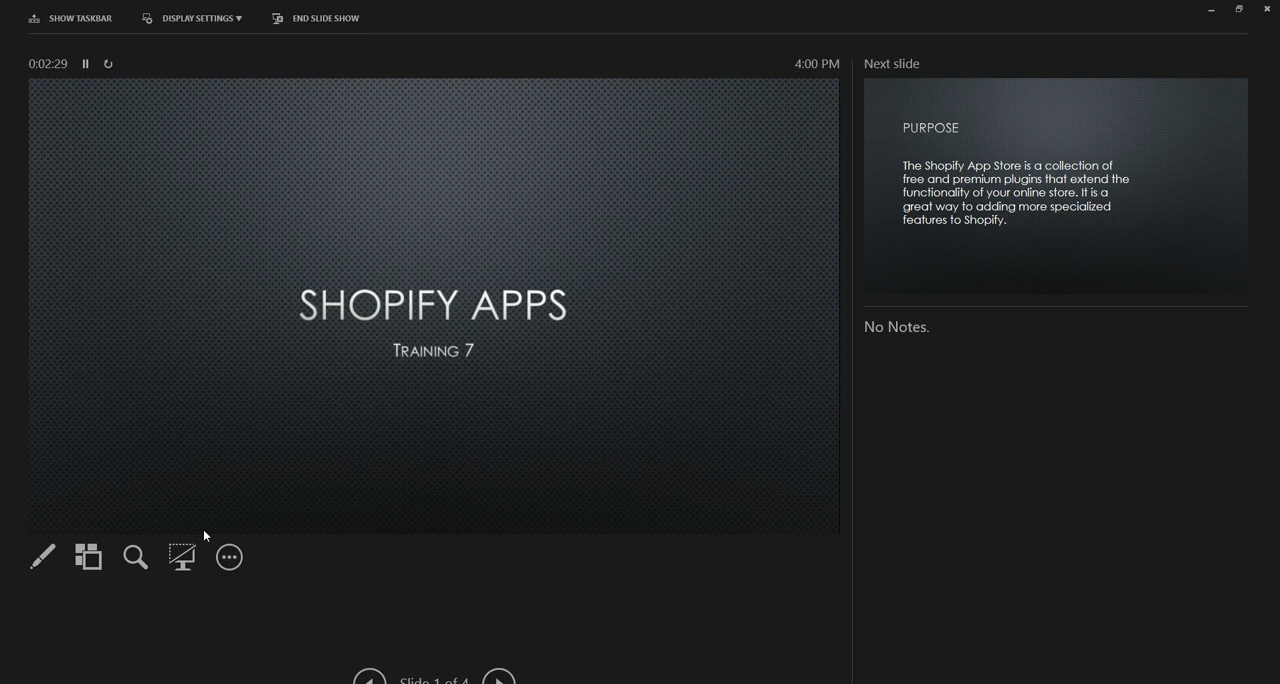 SHOW TASKBAR
DISPLAY SETTINGS ▼
END SLIDE SHOW
0:02:29
4:00 PM
SHOPIFY APPS
TRAINING 7
Next slide
PURPOSE
The Shopify App Store is a collection of
free and premium plugins that extend the
functionality of your online store. It is a
great way to adding more specialized
features to Shopify.
No Notes.
Slide 1 of 4